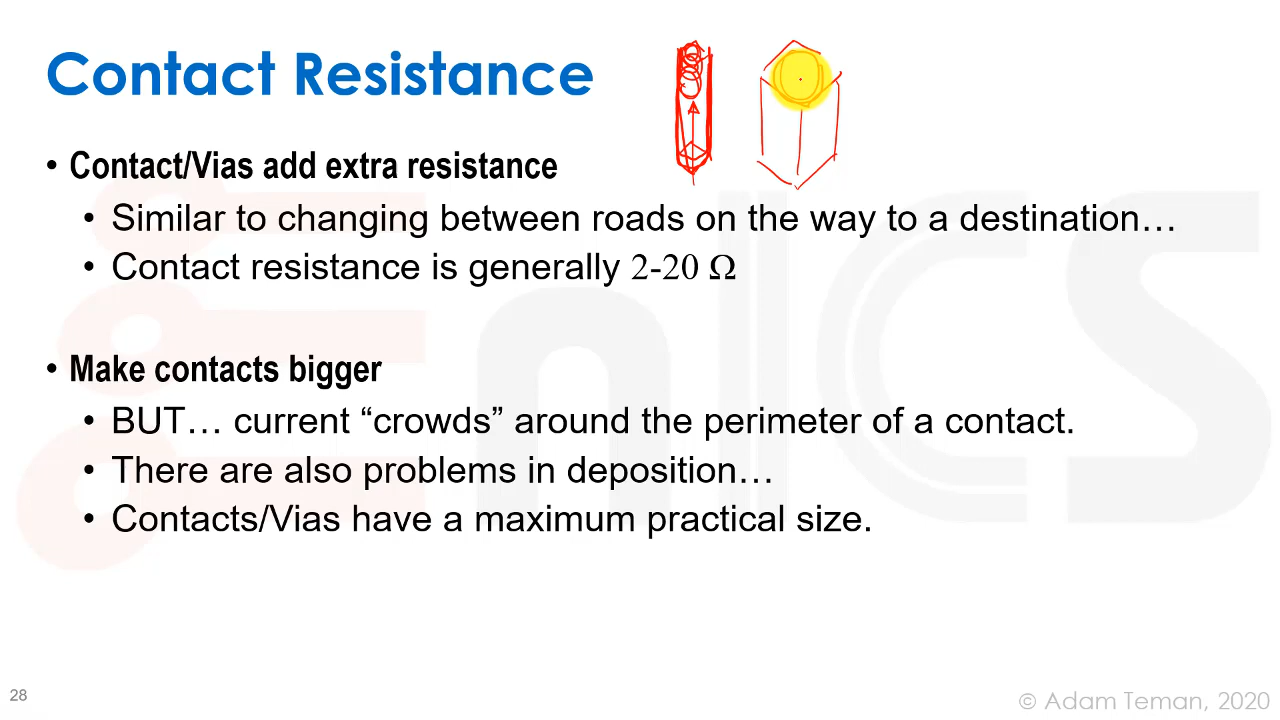 Contact Resistance
• Contact/Vias add extra resistance
• Similar to changing between roads on the way to a destination…
• Contact resistance is generally 2-20 Ω
• Make contacts bigger
• BUT… current “crowds” around the perimeter of a contact.
• There are also problems in deposition…
• Contacts/Vias have a maximum practical size.
EnICS
28
© Adam Teman, 2020